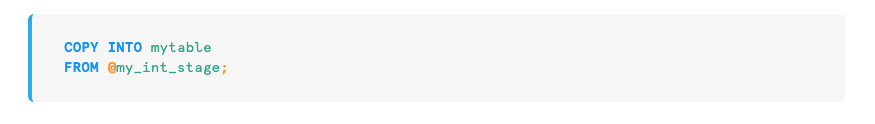 COPY INTO mytable
FROM @my_int_stage;